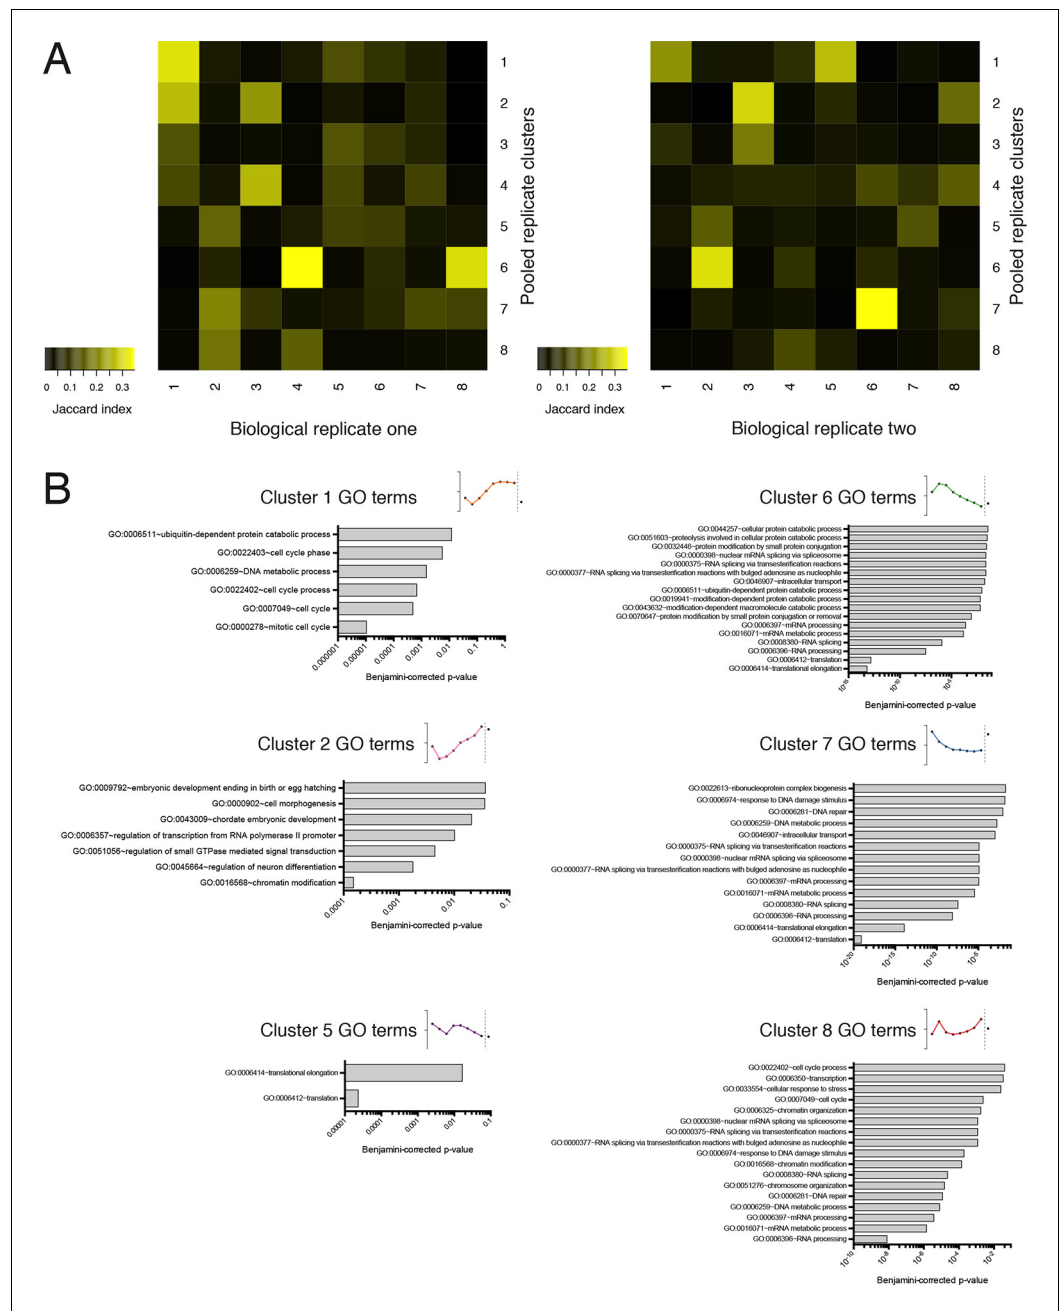 A
1
2
3
4
5
6
7
8
Pooled replicate clusters
0 0.1 0.2 0.3
Jaccard index
1 2 3 4 5 6 7 8
Biological replicate one
1
2
3
4
5
6
7
8
Pooled replicate clusters
0 0.1 0.2 0.3
Jaccard index
1 2 3 4 5 6 7 8
Biological replicate two
B
Cluster 1 GO terms
GO:0006511~ubiquitin-dependent protein catabolic process
GO:0022403~cell cycle phase
GO:0006259~DNA metabolic process
GO:0022402~cell cycle process
GO:0007049~cell cycle
GO:0000278~mitotic cell cycle
0.000001 0.00001 0.0001 0.001 0.01 0.1 1
Benjamini-corrected p-value
Cluster 2 GO terms
GO:0009792~embryonic development ending in birth or egg hatching
GO:0000902~cell morphogenesis
GO:0043009~chordate embryonic development
GO:0006357~regulation of transcription from RNA polymerase II promoter
GO:0051056~regulation of small GTPase mediated signal transduction
GO:0045664~regulation of neuron differentiation
GO:0016568~chromatin modification
0.0001 0.001 0.01 0.1
Benjamini-corrected p-value
Cluster 5 GO terms
GO:0006414~translational elongation
GO:0006412~translation
0.00001 0.0001 0.001 0.01 0.1
Benjamini-corrected p-value
Cluster 6 GO terms
GO:0044257~cellular protein catabolic process
GO:0051603~proteolysis involved in cellular protein catabolic process
GO:0032446~protein modification by small protein conjugation
GO:0000398~nuclear mRNA splicing via spliceosome
GO:0000375~RNA splicing via transesterification reactions
GO:0000377~RNA splicing via transesterification reactions with bulged adenosine as nucleophile
GO:0046907~intracellular transport
GO:0006511~ubiquitin-dependent protein catabolic process
GO:0019941~modification-dependent protein catabolic process
GO:0043632~modification-dependent macromolecule catabolic process
GO:0070647~protein modification by small protein conjugation or removal
GO:0006397~mRNA processing
GO:0016071~mRNA metabolic process
GO:0008380~RNA splicing
GO:0006396~RNA processing
GO:0006412~translation
GO:0006414~translational elongation
10-15 10-10 10-5
Benjamini-corrected p-value
Cluster 7 GO terms
GO:0022613~ribonucleoprotein complex biogenesis
GO:0006974~response to DNA damage stimulus
GO:0006281~DNA repair
GO:0006259~DNA metabolic process
GO:0046907~intracellular transport
GO:0000375~RNA splicing via transesterification reactions
GO:0000398~nuclear mRNA splicing via spliceosome
GO:0000377~RNA splicing via transesterification reactions with bulged adenosine as nucleophile
GO:0006397~mRNA processing
GO:0016071~mRNA metabolic process
GO:0008380~RNA splicing
GO:0006396~RNA processing
GO:0006414~translational elongation
GO:0006412~translation
10-20 10-15 10-10 10-5
Benjamini-corrected p-value
Cluster 8 GO terms
GO:0022402~cell cycle process
GO:0006350~transcription
GO:0033554~cellular response to stress
GO:0007049~cell cycle
GO:0006325~chromatin organization
GO:0000398~nuclear mRNA splicing via spliceosome
GO:0000375~RNA splicing via transesterification reactions
GO:0000377~RNA splicing via transesterification reactions with bulged adenosine as nucleophile
GO:0006974~response to DNA damage stimulus
GO:0016568~chromatin modification
GO:0008380~RNA splicing
GO:0051276~chromosome organization
GO:0006281~DNA repair
GO:0006259~DNA metabolic process
GO:0006397~mRNA processing
GO:0016071~mRNA metabolic process
GO:0006396~RNA processing
10-10 10-8 10-6 10-4 10-2
Benjamini-corrected p-value